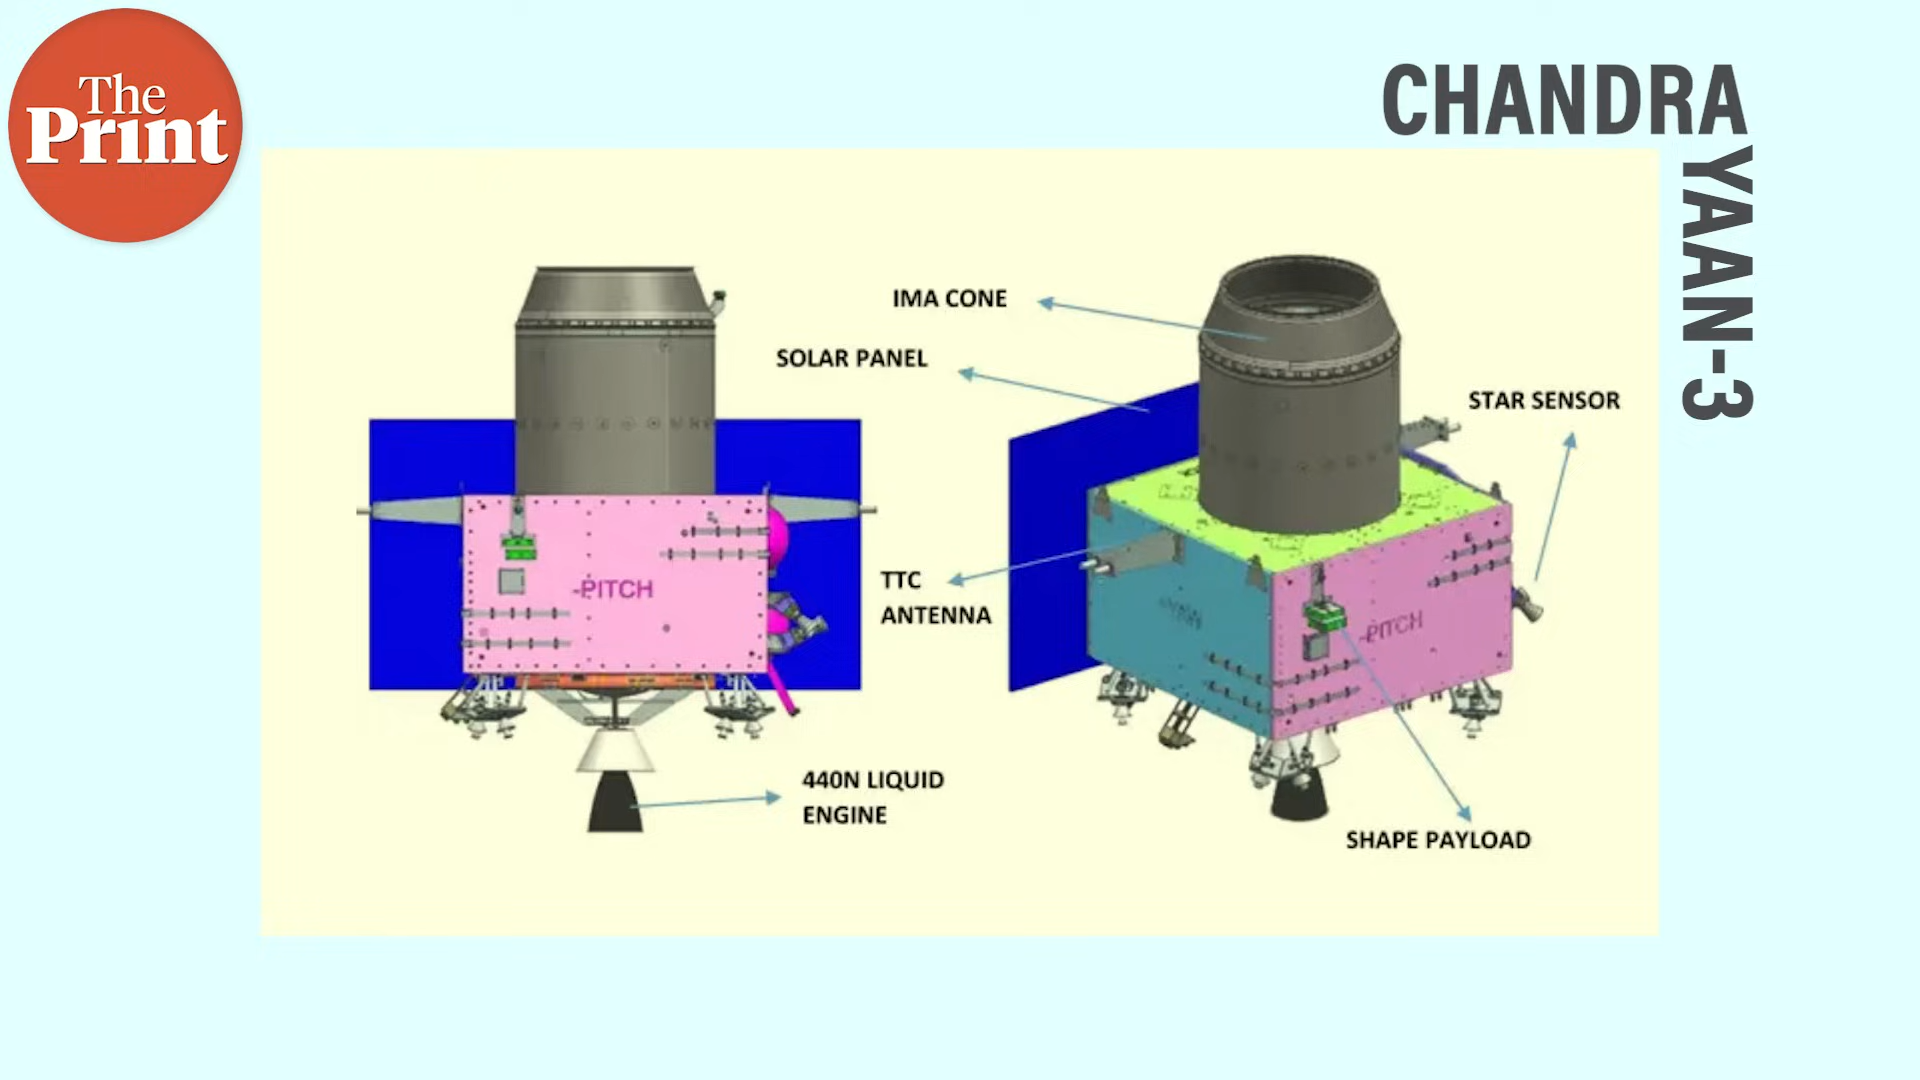 The
Print
CHANDRA
YAAN-3
IMA CONE
SOLAR PANEL
STAR SENSOR
TTC
ANTENNA
-PITCH
-PITCH
440N LIQUID
ENGINE
SHAPE PAYLOAD